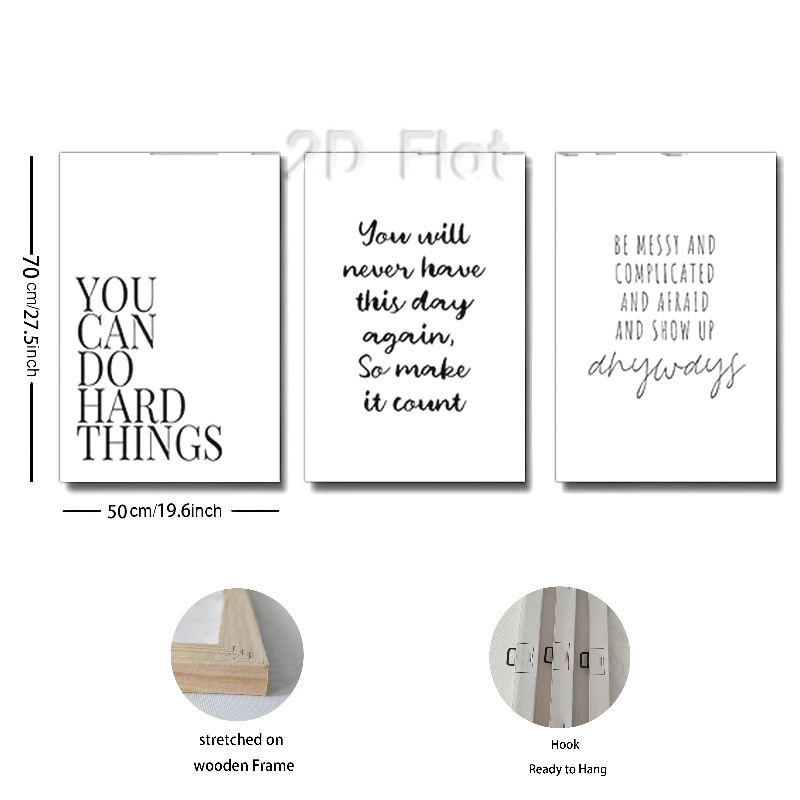 2D Flat
YOU
CAN
DO
HARD
THINGS
You will
never have
this day
again,
So make
it count
BE MESSY AND
COMPLICATED
AND AFRAID
AND SHOW UP
anyways
70 cm/27.5inch
50cm/19.6inch
stretched on
wooden Frame
Hook
Ready to Hang